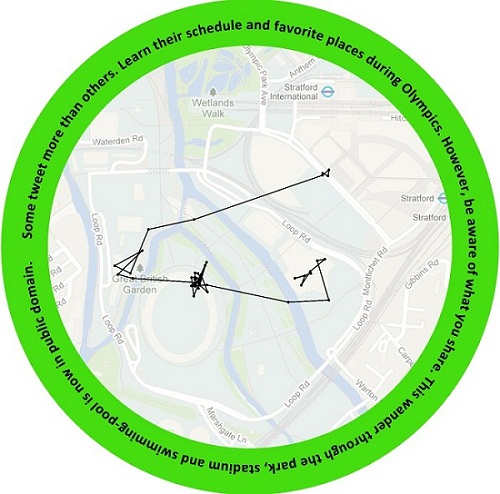 Some tweet more than others. Learn their schedule and favorite places during Olympics. However, be aware of what you share. This wander through the park, stadium and swimming-pool is now in public domain.
Olympic Park Ave
Anthem
Stratford
International
Wetlands
Walk
Hitc
Waterden Rd
Stratford
Stratford
Loop Rd
Loop Rd
Montfichet Rd
Gibbins Rd
Great British
Garden
Rd
Rd
Loop Rd
Loop Rd
Loop Rd
Carpe
Warton
Marshgate Ln